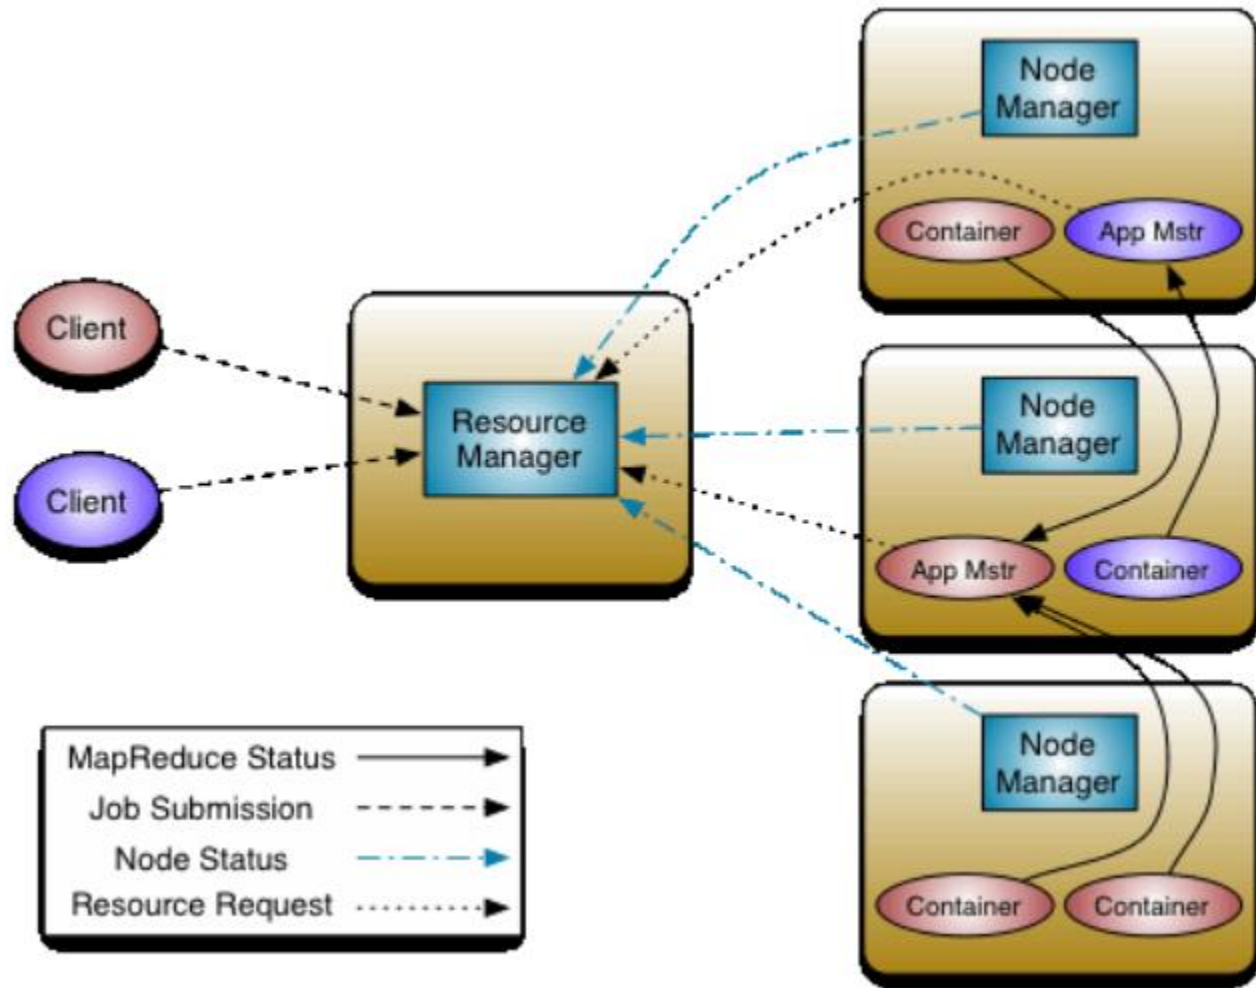 Client
Client
Resource
Manager
Node
Manager
Container
App Mstr
Node
Manager
App Mstr
Container
Node
Manager
Container
Container
MapReduce Status
Job Submission
Node Status
Resource Request